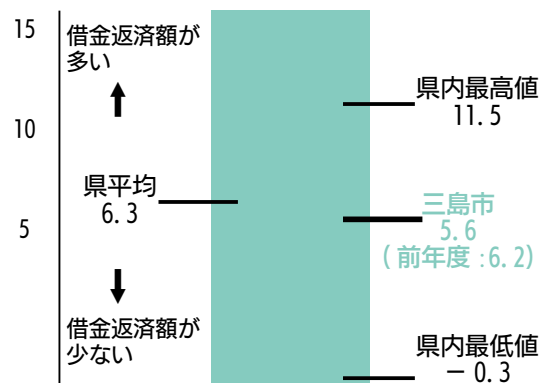 15
借金返済額が
多い
県内最高値
11.5
10
県平均
6.3
三島市
5.6
(前年度:6.2)
5
借金返済額が
少ない
県内最低値
－0.3